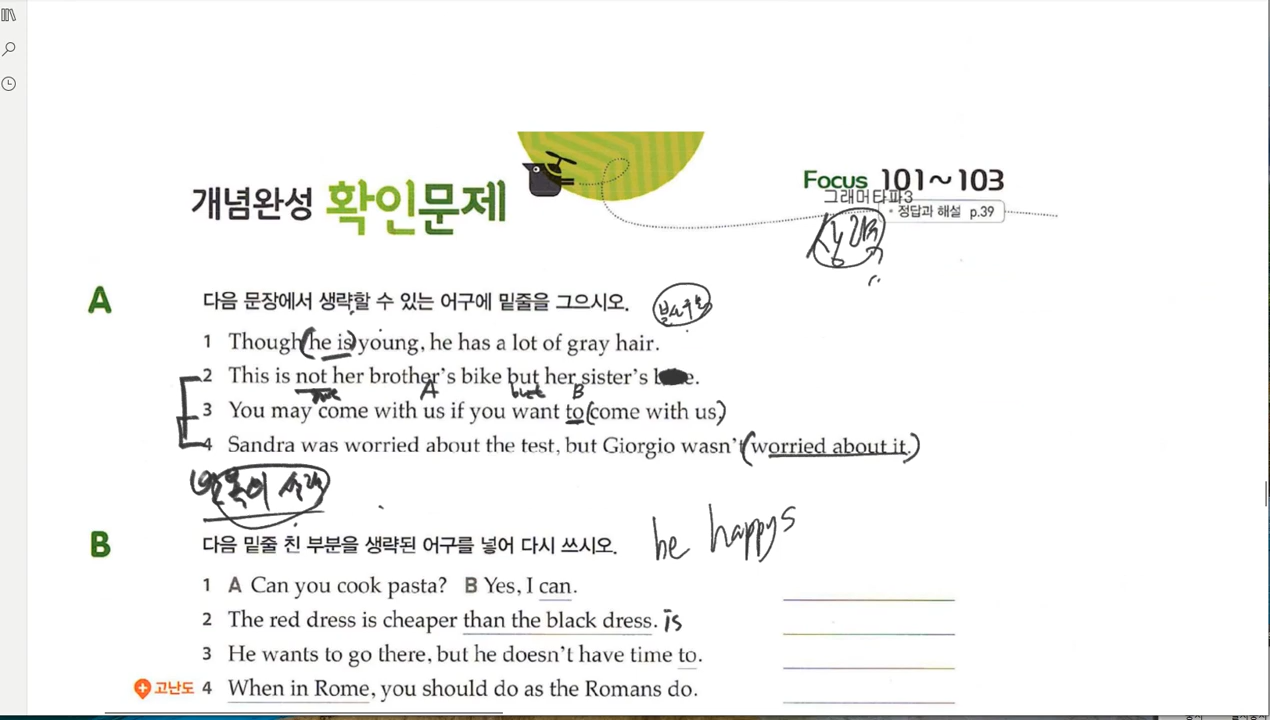 Focus 101~103
그래머타파3
개념완성 확인문제
• 정답과 해설 p.39
생략
A 다음 문장에서 생략할 수 있는 어구에 밑줄을 그으시오.
1 Though (he is) young, he has a lot of gray hair.
2 This is not her brother's bike but her sister's
not A but B
3 You may come with us if you want to (come with us.)
4 Sandra was worried about the test, but Giorgio wasn't (worried about it.)
B 다음 밑줄 친 부분을 생략된 어구를 넣어 다시 쓰시오.
be happy
1 A Can you cook pasta? B Yes, I can.
2 The red dress is cheaper than the black dress. is
3 He wants to go there, but he doesn't have time to.
고난도 4 When in Rome, you should do as the Romans do.